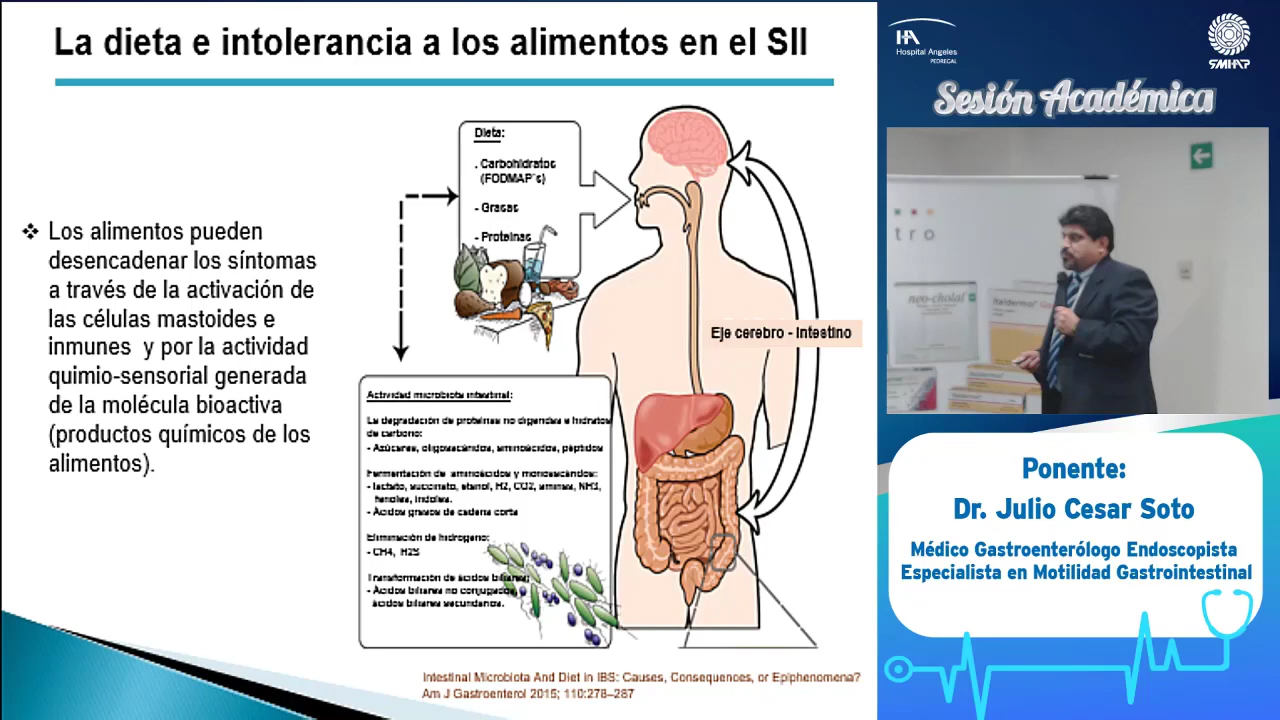 La dieta e intolerancia a los alimentos en el SII
❖ Los alimentos pueden
desencadenar los síntomas
a través de la activación de
las células mastoides e
inmunes y por la actividad
quimio-sensorial generada
de la molécula bioactiva
(productos químicos de los
alimentos).
Dieta:
. Carbohidratos
(FODMAP´s)
- Grasas
- Proteínas
Eje cerebro - Intestino
Actividad microbiota intestinal:
La degradación de proteínas no digeridas e hidratos
de carbono:
- Azúcares, oligosacáridos, aminoácidos, péptidos
Fermentación de aminoácidos y monosacáridos:
- lactato, succinato, etanol, H2, CO2, aminas, NH3,
fenoles, indoles.
- Ácidos grasos de cadena corta
Eliminación de hidrógeno:
- CH4, H2S
Transformación de ácidos biliares:
- Ácidos biliares no conjugados,
ácidos biliares secundarios.
Intestinal Microbiota And Diet in IBS: Causes, Consequences, or Epiphenomena?
Am J Gastroenterol 2015; 110:278–287
HA
Hospital Angeles
PEDREGAL
SMHAP
Sesión Académica
tro
neo-cholal
Ponente:
Dr. Julio Cesar Soto
Médico Gastroenterólogo Endoscopista
Especialista en Motilidad Gastrointestinal